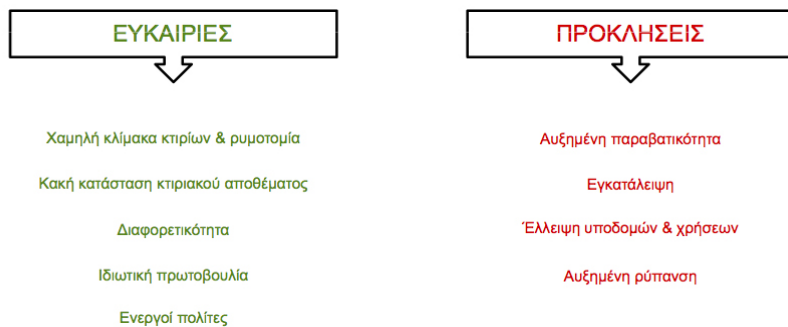 ΕΥΚΑΙΡΙΕΣ
Χαμηλή κλίμακα κτιρίων & ρυμοτομία
Κακή κατάσταση κτιριακού αποθέματος
Διαφορετικότητα
Ιδιωτική πρωτοβουλία
Ενεργοί πολίτες
ΠΡΟΚΛΗΣΕΙΣ
Αυξημένη παραβατικότητα
Εγκατάλειψη
Έλλειψη υποδομών & χρήσεων
Αυξημένη ρύπανση